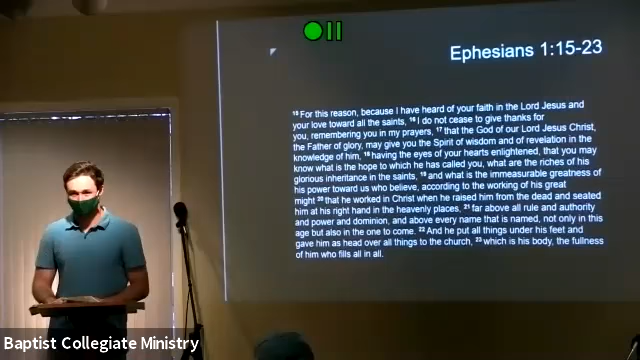 Ephesians 1:15-23
15 For this reason, because I have heard of your faith in the Lord Jesus and
your love toward all the saints, 16 I do not cease to give thanks for
you, remembering you in my prayers, 17 that the God of our Lord Jesus Christ,
the Father of glory, may give you the Spirit of wisdom and of revelation in the
knowledge of him, 18 having the eyes of your hearts enlightened, that you may
know what is the hope to which he has called you, what are the riches of his
glorious inheritance in the saints, 19 and what is the immeasurable greatness of
his power toward us who believe, according to the working of his great
might 20 that he worked in Christ when he raised him from the dead and seated
him at his right hand in the heavenly places, 21 far above all rule and authority
and power and dominion, and above every name that is named, not only in this
age but also in the one to come. 22 And he put all things under his feet and
gave him as head over all things to the church, 23 which is his body, the fullness
of him who fills all in all.
Baptist Collegiate Ministry